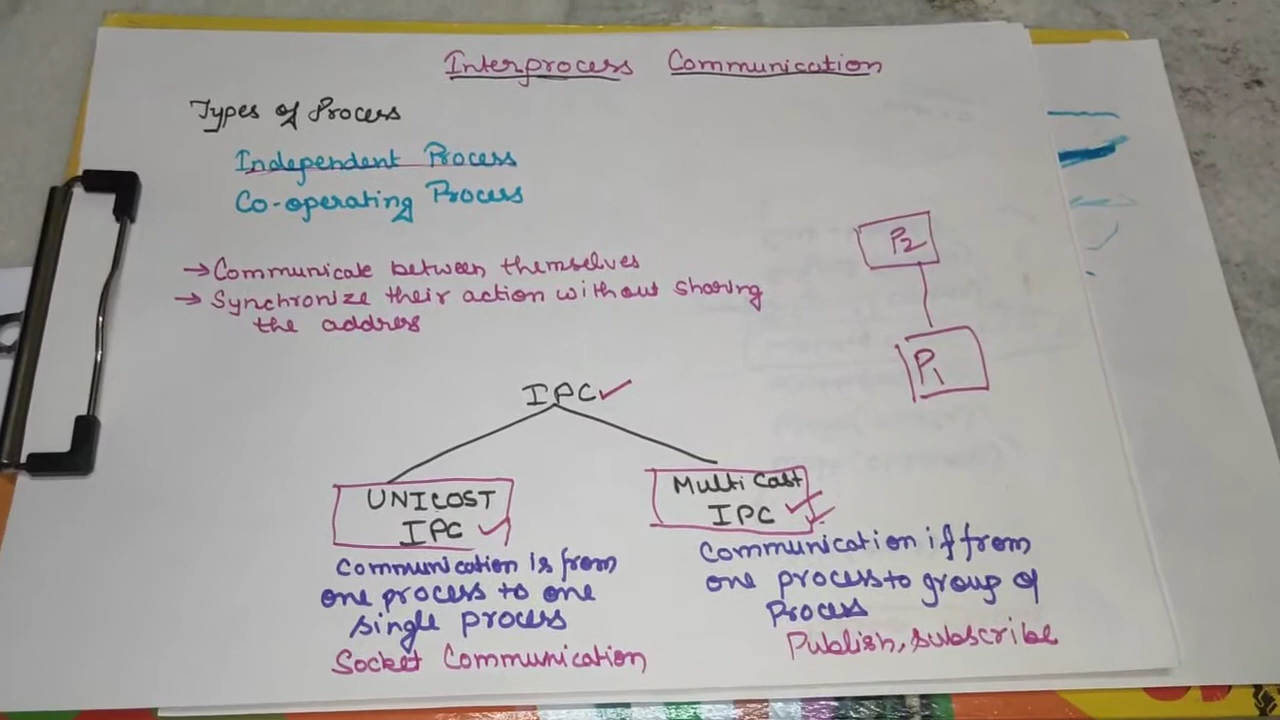 Interprocess Communication
Types of Process
Independent Process
Co-operating Process
→Communicate between themselves
→ Synchronize their action without sharing
the address
P2
P1
IPC
UNICOST
IPC
Multi Cast
IPC
Communication is from
one process to one
single process
Socket Communication
Communication if from
one process to group of
Process
Publish, subscribe